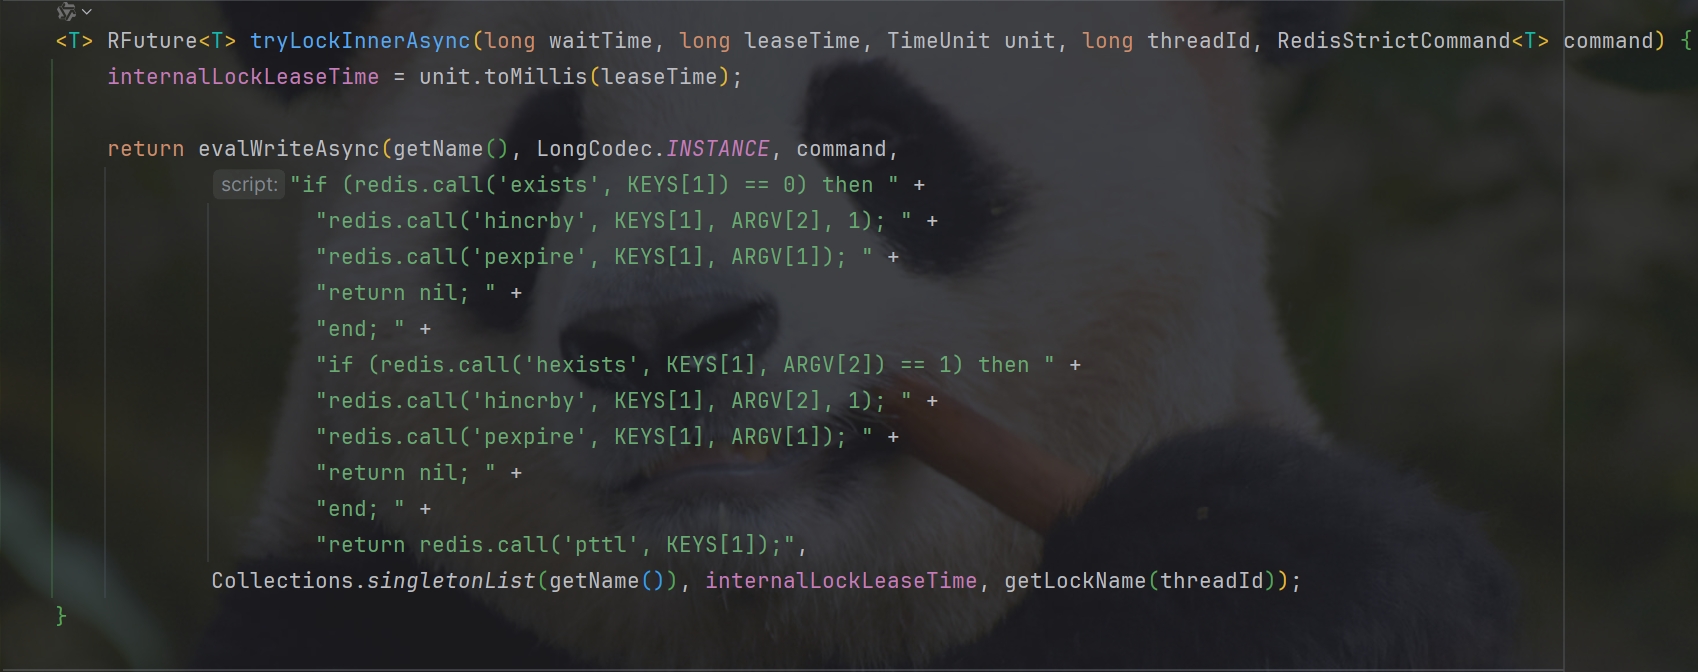 <T> RFuture<T> tryLockInnerAsync(long waitTime, long leaseTime, TimeUnit unit, long threadId, RedisStrictCommand<T> command) {
internalLockLeaseTime = unit.toMillis(leaseTime);
return evalWriteAsync(getName(), LongCodec.INSTANCE, command,
script: "if (redis.call('exists', KEYS[1]) == 0) then " +
"redis.call('hincrby', KEYS[1], ARGV[2], 1); " +
"redis.call('pexpire', KEYS[1], ARGV[1]); " +
"return nil; " +
"end; " +
"if (redis.call('hexists', KEYS[1], ARGV[2]) == 1) then " +
"redis.call('hincrby', KEYS[1], ARGV[2], 1); " +
"redis.call('pexpire', KEYS[1], ARGV[1]); " +
"return nil; " +
"end; " +
"return redis.call('pttl', KEYS[1]);",
Collections.singletonList(getName()), internalLockLeaseTime, getLockName(threadId));
}